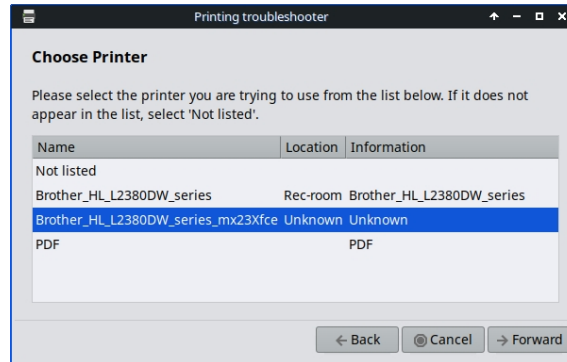 Printing troubleshooter
Choose Printer
Please select the printer you are trying to use from the list below. If it does not
appear in the list, select 'Not listed'.
Name Location Information
Not listed
Brother_HL_L2380DW_series Rec-room Brother_HL_L2380DW_series
Brother_HL_L2380DW_series_mx23Xfce Unknown Unknown
PDF PDF
Back Cancel Forward